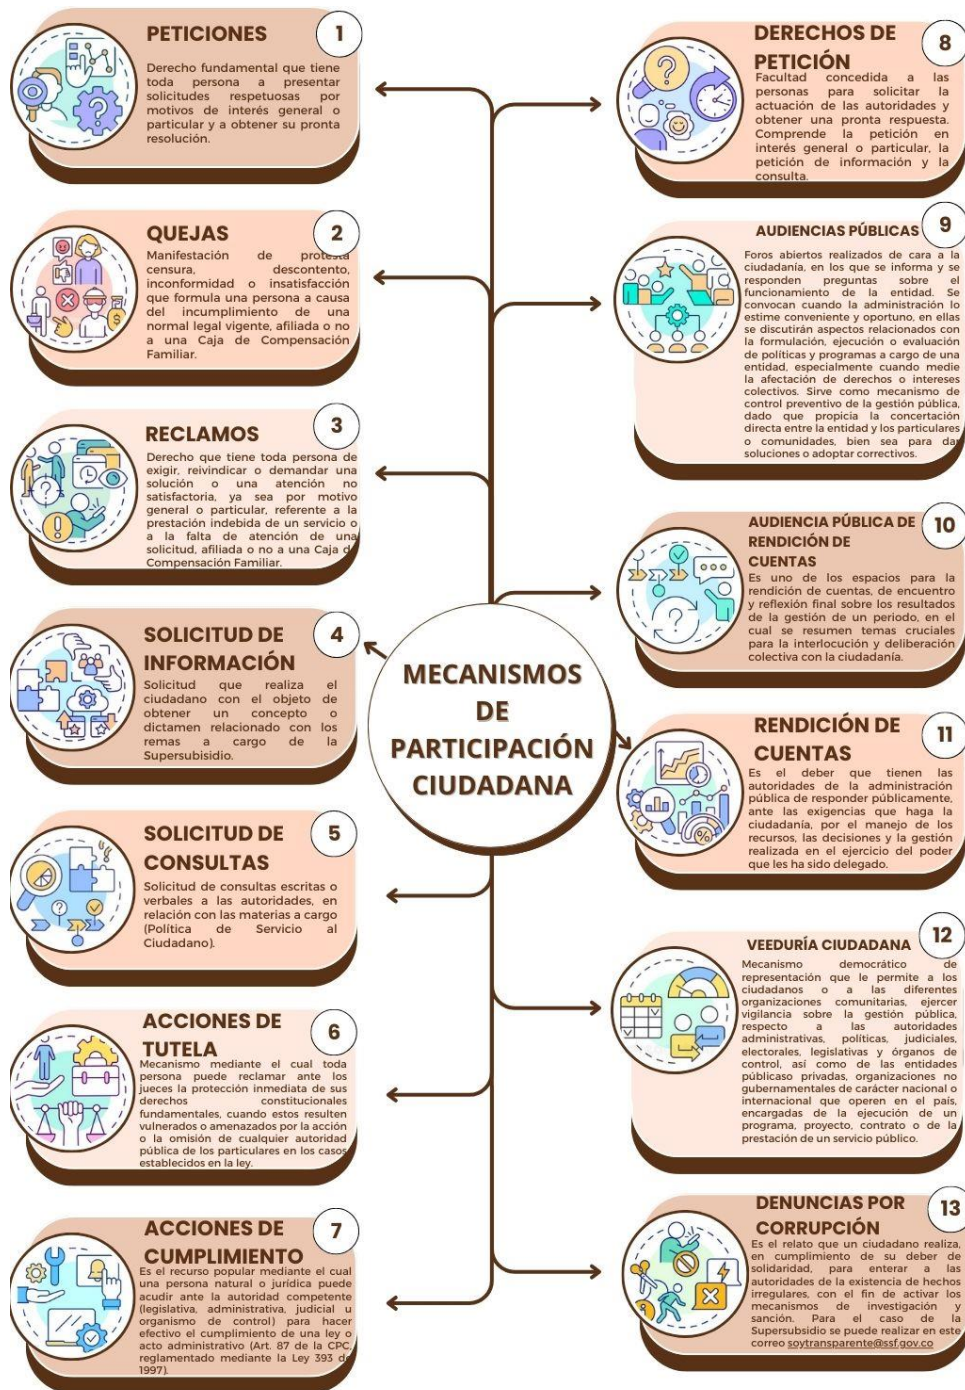 PETICIONES
1
Derecho fundamental que tiene
toda persona a presentar
solicitudes respetuosas por
motivos de interés general o
particular y a obtener su pronta
resolución.
QUEJAS
2
Manifestación de protesta
censura, descontento,
inconformidad o insatisfacción
que formula una persona a causa
del incumplimiento de una
normal legal vigente, afiliada o no
a una Caja de Compensación
Familiar.
RECLAMOS
3
Derecho que tiene toda persona de
exigir, reivindicar o demandar una
solución o una atención no
satisfactoria, ya sea por motivo
general o particular, referente a la
prestación indebida de un servicio o
a la falta de atención de una
solicitud, afiliada o no a una Caja de
Compensación Familiar.
SOLICITUD DE
INFORMACIÓN
4
Solicitud que realiza el
ciudadano con el objeto de
obtener un concepto o
dictamen relacionado con los
remas a cargo de la
Supersubisidio.
SOLICITUD DE
CONSULTAS
5
Solicitud de consultas escritas o
verbales a las autoridades, en
relación con las materias a cargo
(Política de Servicio al
Ciudadano).
ACCIONES DE
TUTELA
6
Mecanismo mediante el cual toda
persona puede reclamar ante los
jueces la protección inmediata de sus
derechos constitucionales
fundamentales, cuando estos resulten
vulnerados o amenazados por la acción
o la omisión de cualquier autoridad
pública de los particulares en los casos
establecidos en la ley.
ACCIONES DE
CUMPLIMIENTO
7
Es el recurso popular mediante el cual
una persona natural o jurídica puede
acudir ante la autoridad competente
(legislativa, administrativa, judicial u
organismo de control) para hacer
efectivo el cumplimiento de una ley o
acto administrativo (Art. 87 de la CPC,
reglamentado mediante la Ley 393 de
1997).
MECANISMOS
DE
PARTICIPACIÓN
CIUDADANA
DERECHOS DE
PETICIÓN
8
Facultad concedida a las
personas para solicitar la
actuación de las autoridades y
obtener una pronta respuesta.
Comprende la petición en
interés general o particular, la
petición de información y la
consulta.
AUDIENCIAS PÚBLICAS
9
Foros abiertos realizados de cara a la
ciudadanía, en los que se informa y se
responden preguntas sobre el
funcionamiento de la entidad. Se
convocan cuando la administración lo
estime conveniente y oportuno, en ellas
se discutirán aspectos relacionados con
la formulación, ejecución o evaluación
de políticas y programas a cargo de una
entidad, especialmente cuando medie
la afectación de derechos o intereses
colectivos. Sirve como mecanismo de
control preventivo de la gestión pública,
dado que propicia la concertación
directa entre la entidad y los particulares
o comunidades, bien sea para dar
soluciones o adoptar correctivos.
AUDIENCIA PÚBLICA DE
RENDICIÓN DE
CUENTAS
10
Es uno de los espacios para la
rendición de cuentas, de encuentro
y reflexión final sobre los resultados
de la gestión de un periodo, en el
cual se resumen temas cruciales
para la interlocución y deliberación
colectiva con la ciudadanía.
RENDICIÓN DE
CUENTAS
11
Es el deber que tienen las
autoridades de la administración
pública de responder públicamente,
ante las exigencias que haga la
ciudadanía, por el manejo de los
recursos, las decisiones y la gestión
realizada en el ejercicio del poder
que les ha sido delegado.
VEEDURÍA CIUDADANA
12
Mecanismo democrático de
representación que le permite a los
ciudadanos o a las diferentes
organizaciones comunitarias, ejercer
vigilancia sobre la gestión pública,
respecto a las autoridades
administrativas, políticas, judiciales,
electorales, legislativas y órganos de
control, así como de las entidades
públicaso privadas, organizaciones no
gubernamentales de carácter nacional o
internacional que operen en el país,
encargadas de la ejecución de un
programa, proyecto, contrato o de la
prestación de un servicio público.
DENUNCIAS POR
CORRUPCIÓN
13
Es el relato que un ciudadano realiza,
en cumplimiento de su deber de
solidaridad, para enterar a las
autoridades de la existencia de hechos
irregulares, con el fin de activar los
mecanismos de investigación y
sanción. Para el caso de la
Supersubsidio se puede realizar en este
correo soytransparente@ssf.gov.co